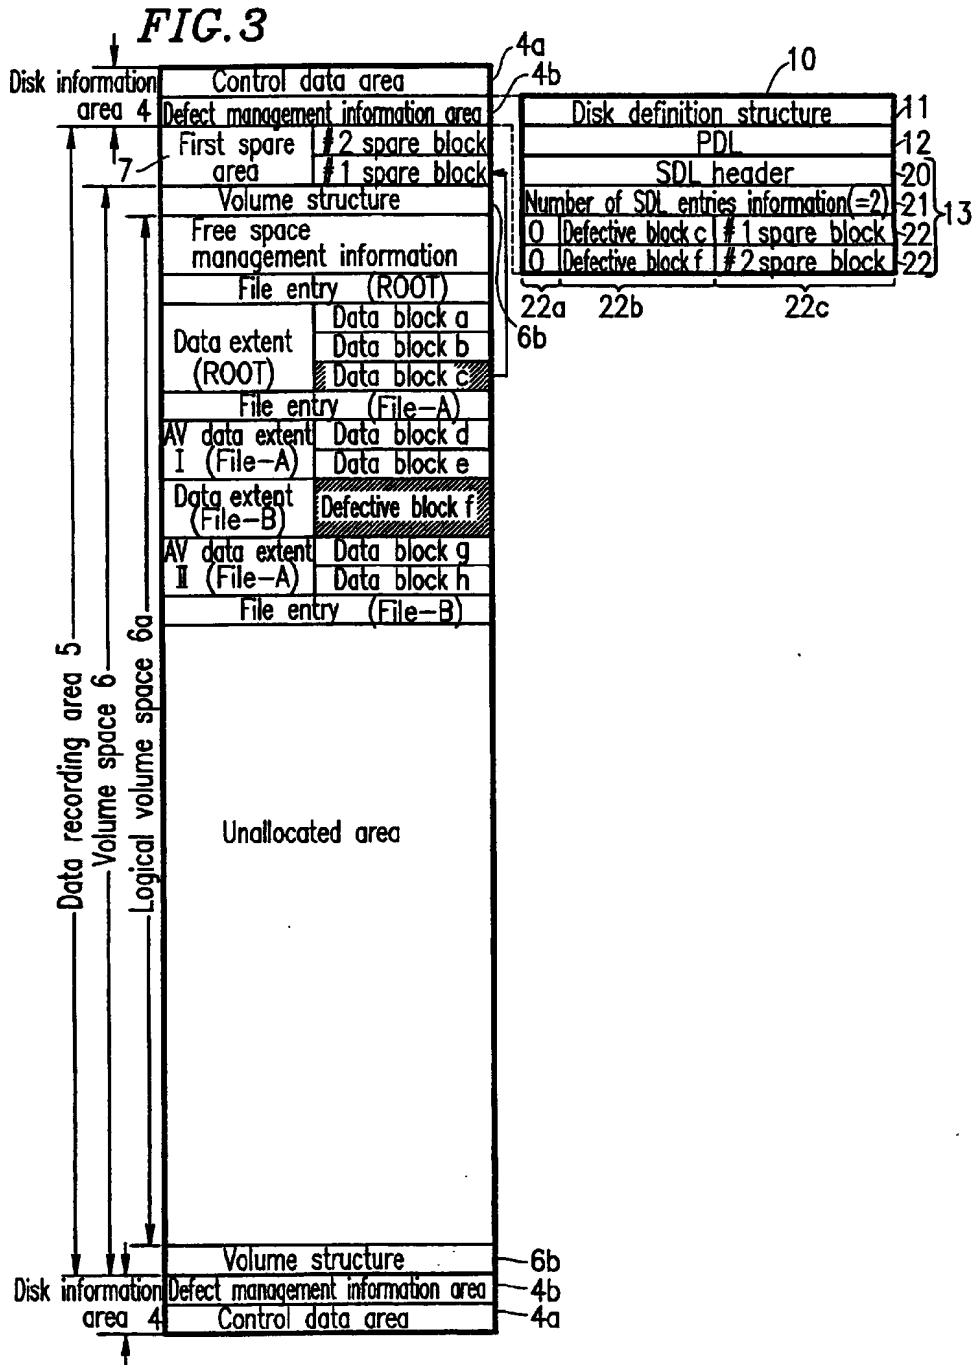 FIG.3
Disk information
area 4
Control data area
4a
Defect management information area
4b
10
Disk definition structure
11
PDL
12
SDL header
20
Number of SDL entries information(=2)
21
13
0
Defective block c
#1 spare block
22
0
Defective block f
#2 spare block
22
22a
22b
22c
7
First spare
area
#2 spare block
#1 spare block
Volume structure
6b
Free space
management information
File entry (ROOT)
Data extent
(ROOT)
Data block a
Data block b
Data block c
File entry (File-A)
AV data extent
I (File-A)
Data block d
Data block e
Data extent
(File-B)
Defective block f
AV data extent
II (File-A)
Data block g
Data block h
File entry (File-B)
Data recording area 5
Volume space 6
Logical volume space 6a
Unallocated area
Volume structure
6b
Disk information
area 4
Defect management information area
4b
Control data area
4a